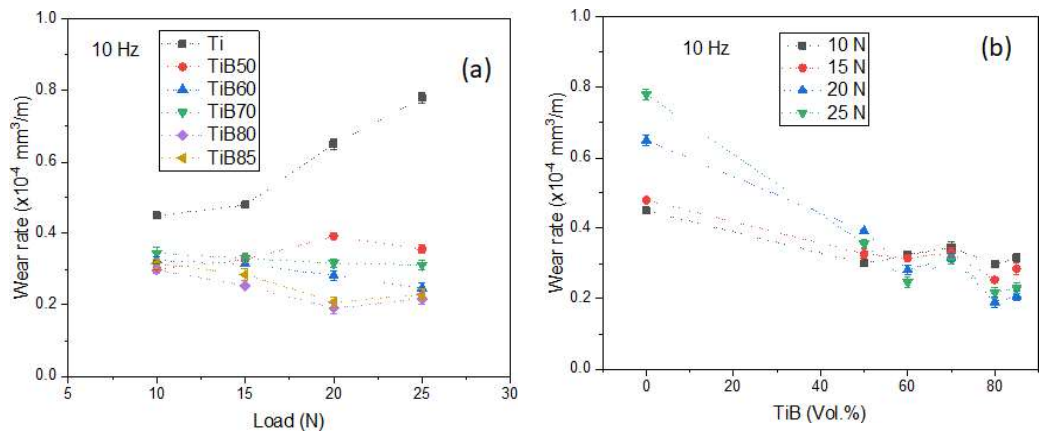 10 Hz
(a)
Ti
TiB50
TiB60
TiB70
TiB80
TiB85
Wear rate (x10⁻⁴ mm³/m)
1.0
0.8
0.6
0.4
0.2
0.0
5
10
15
20
25
30
Load (N)
10 Hz
(b)
10 N
15 N
20 N
25 N
Wear rate (x10⁻⁴ mm³/m)
1.0
0.8
0.6
0.4
0.2
0.0
0
20
40
60
80
TiB (Vol.%)